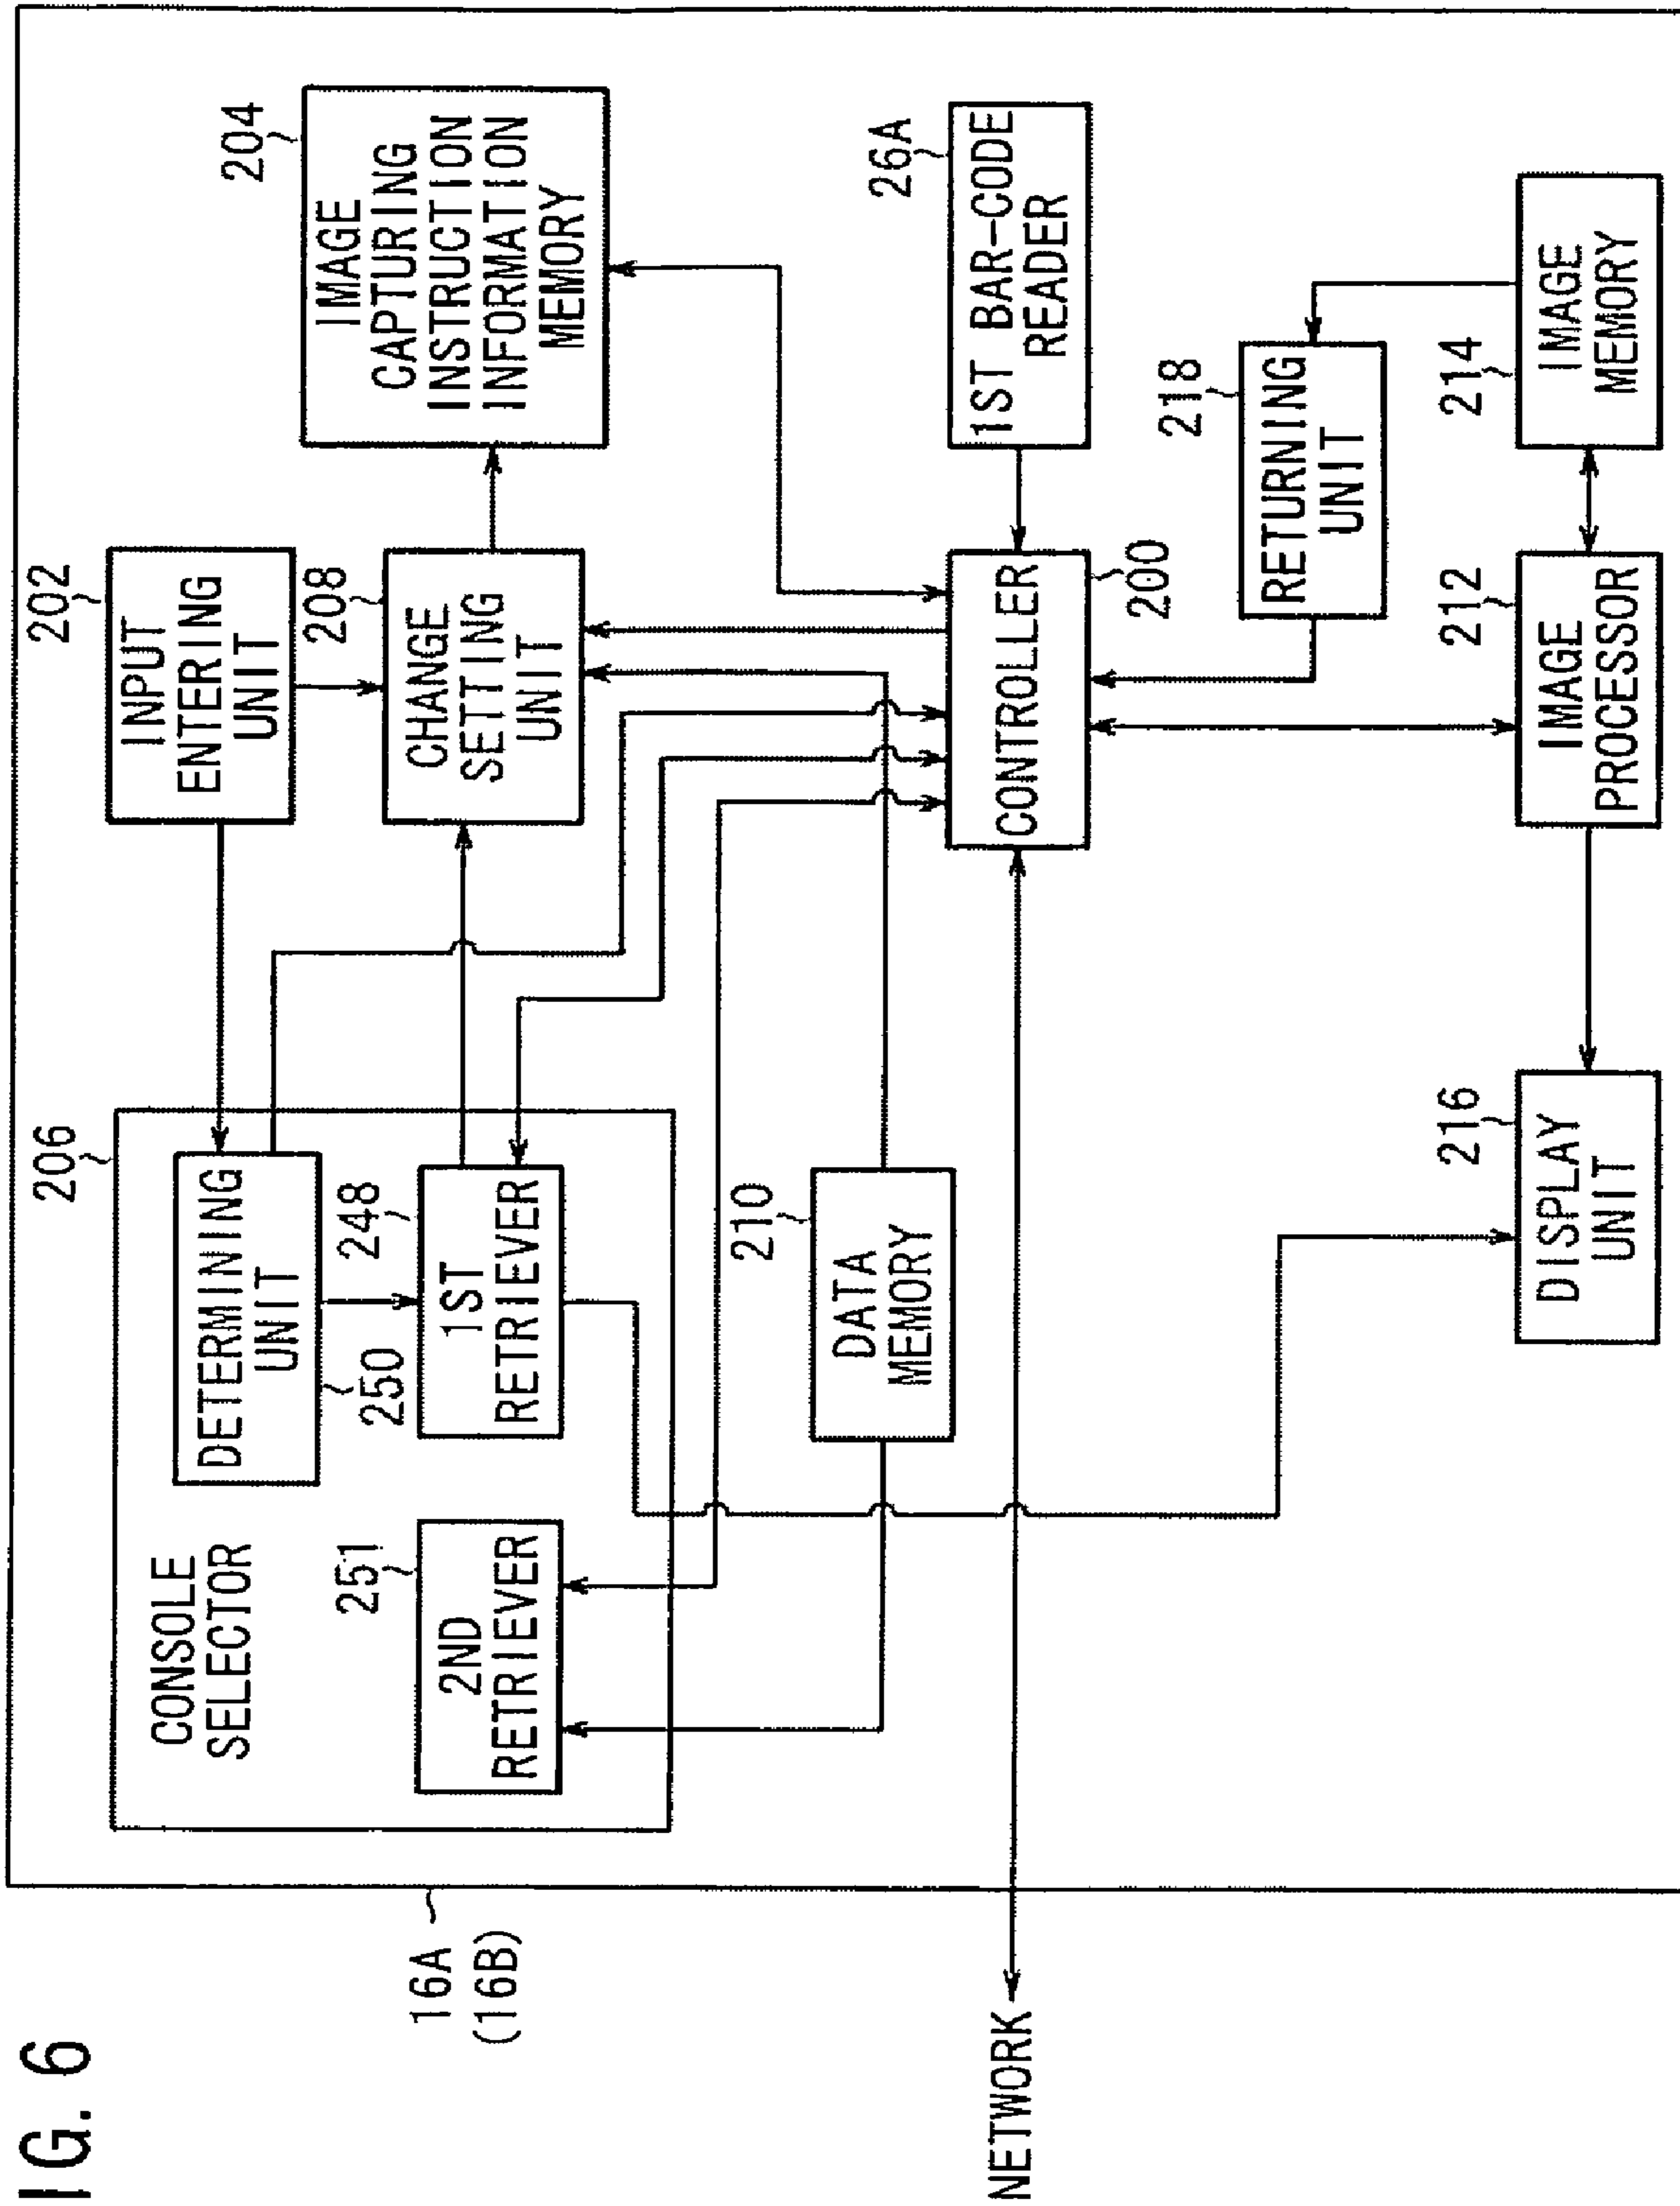 IG. 6
16A
(16B)
NETWORK
206
CONSOLE
SELECTOR
DETERMINING
UNIT
250
248
1ST
RETRIEVER
251
2ND
RETRIEVER
202
INPUT
ENTERING
UNIT
208
CHANGE
SETTING
UNIT
204
IMAGE
CAPTURING
INSTRUCTION
INFORMATION
MEMORY
210
DATA
MEMORY
CONTROLLER
200
26A
1ST BAR-CODE
READER
218
RETURNING
UNIT
216
DISPLAY
UNIT
212
IMAGE
PROCESSOR
214
IMAGE
MEMORY